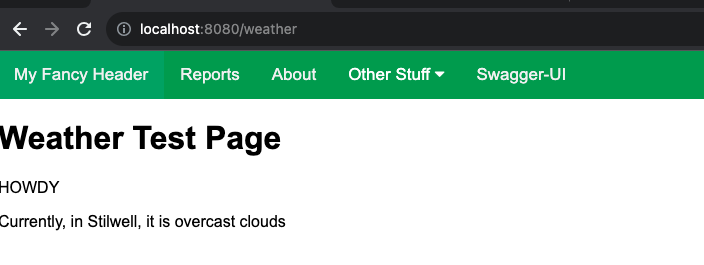 localhost:8080/weather
My Fancy Header Reports About Other Stuff Swagger-UI
Weather Test Page
HOWDY
Currently, in Stilwell, it is overcast clouds